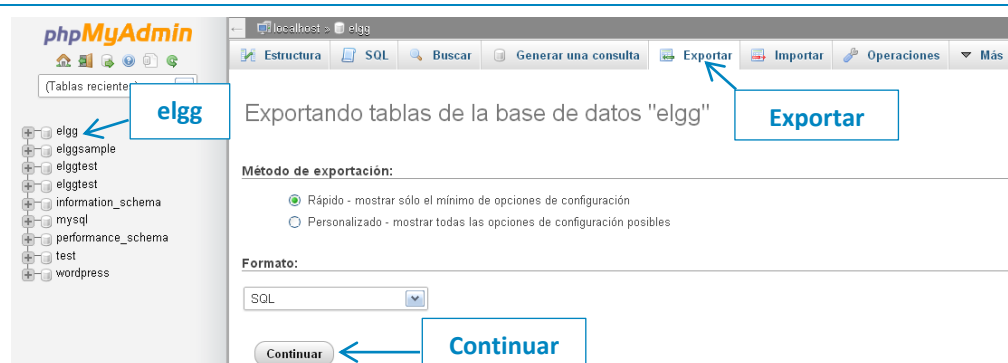 phpMyAdmin
(Tablas recientes)
elgg
elgg
elggsample
elggtest
elggtest
information_schema
mysql
performance_schema
test
wordpress
localhost » elgg
Estructura SQL Buscar Generar una consulta Exportar Importar Operaciones Más
Exportando tablas de la base de datos "elgg"
Exportar
Método de exportación:
Rápido - mostrar sólo el mínimo de opciones de configuración
Personalizado - mostrar todas las opciones de configuración posibles
Formato:
SQL
Continuar
Continuar